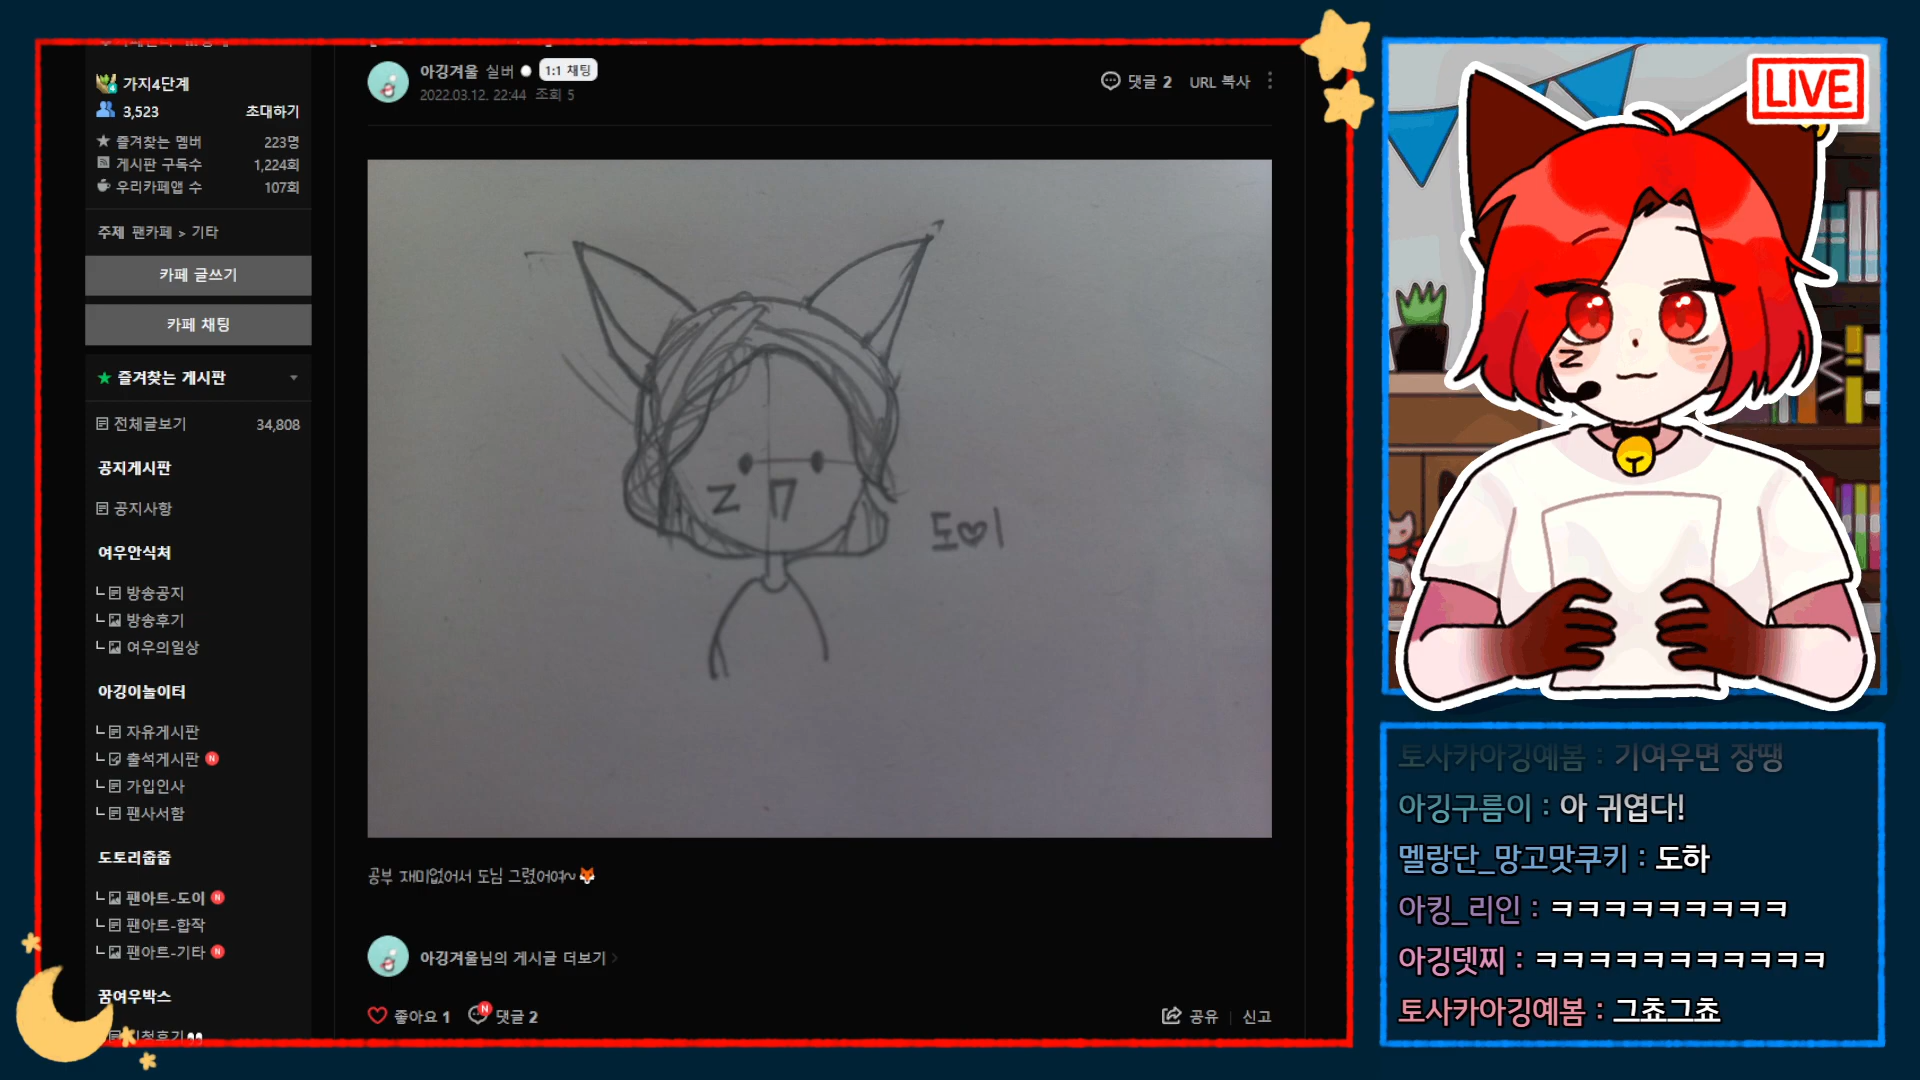 가지4단계
3,523 초대하기
즐겨찾는 멤버 223명
게시판 구독수 1,224회
우리카페앱 수 107회
주제 팬카페 > 기타
카페 글쓰기
카페 채팅
즐겨찾는 게시판
전체글보기 34,808
공지게시판
공지사항
여우안식처
방송공지
방송후기
여우의일상
아깅이놀이터
자유게시판
출석게시판 N
가입인사
팬사서함
도토리줍줍
팬아트-도이 N
팬아트-합작
팬아트-기타 N
꿈여우박스
아깅겨울 실버 1:1 채팅
2022.03.12. 22:44 조회 5
댓글 2 URL 복사
Z
도이
공부 재미없어서 도님 그렸어여~
아깅겨울님의 게시글 더보기
좋아요 1 N 댓글 2
공유 신고
LIVE
Z
토사카아깅예봄 : 기여우면 장땡
아깅구름이 : 아 귀엽다!
멜랑단_망고맛쿠키 : 도하
아킹_리인 : ㅋㅋㅋㅋㅋㅋㅋㅋㅋ
아깅뎃찌 : ㅋㅋㅋㅋㅋㅋㅋㅋㅋㅋㅋ
토사카아깅예봄 : 그쵸그쵸